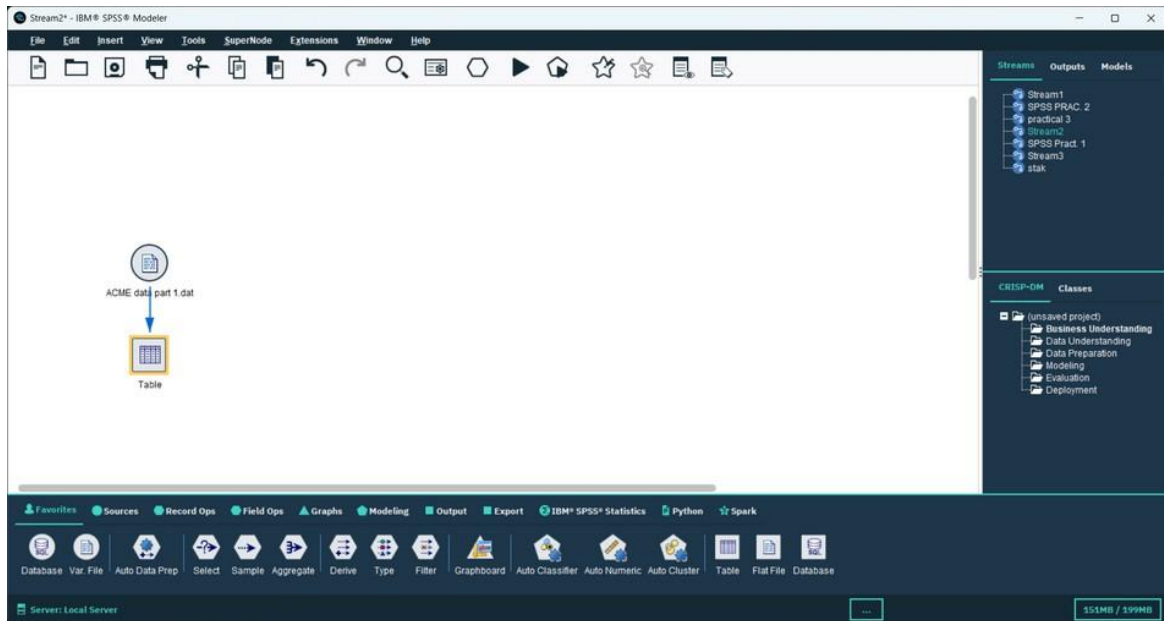 Stream2* - IBM® SPSS® Modeler
File Edit Insert View Tools SuperNode Extensions Window Help
Streams Outputs Models
Stream1
SPSS PRAC. 2
practical 3
Stream2
SPSS Pract. 1
Stream3
stak
ACME data part 1.dat
Table
CRISP-DM Classes
(unsaved project)
Business Understanding
Data Understanding
Data Preparation
Modeling
Evaluation
Deployment
Favorites Sources Record Ops Field Ops Graphs Modeling Output Export IBM® SPSS® Statistics Python Spark
SQL SQL
Database Var. File Auto Data Prep Select Sample Aggregate Derive Type Filter Graphboard Auto Classifier Auto Numeric Auto Cluster Table Flat File Database
Server: Local Server ... 151MB / 199MB